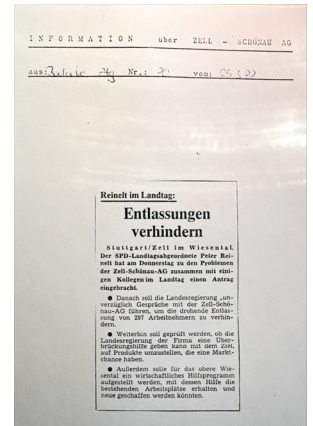 INFORMATION über ZELL - SCHÖNAU AG
aus: Nr.: vom:
Reinelt im Landtag:
Entlassungen
verhindern
Stuttgart/Zell im Wiesental.
Der SPD-Landtagsabgeordnete Peter Rei-
nelt hat am Donnerstag zu den Problemen
der Zell-Schönau-AG zusammen mit eini-
gen Kollegen im Landtag einen Antrag
eingebracht.
● Danach soll die Landesregierung „un-
verzüglich Gespräche mit der Zell-Schö-
nau-AG führen, um die drohende Entlas-
sung von 297 Arbeitnehmern zu verhin-
dern.
● Weiterhin soll geprüft werden, ob die
Landesregierung der Firma eine Über-
brückungshilfe geben kann mit dem Ziel,
auf Produkte umzustellen, die eine Markt-
chance haben.
● Außerdem solle für das obere Wie-
sental ein wirtschaftliches Hilfsprogramm
aufgestellt werden, mit dessen Hilfe die
bestehenden Arbeitsplätze erhalten und
neue geschaffen werden könnten.